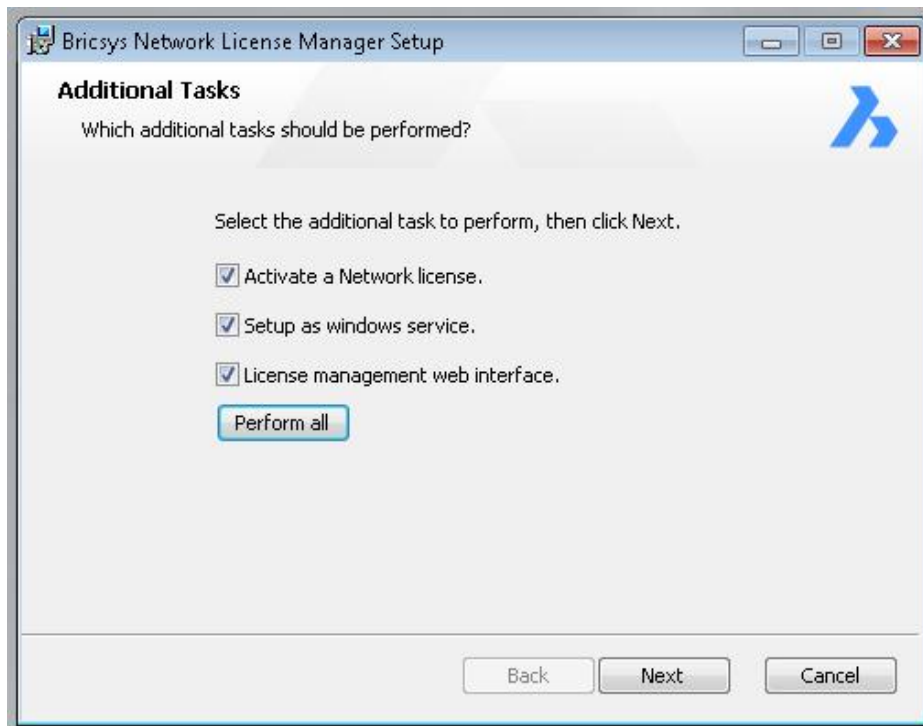 Bricsys Network License Manager Setup
Additional Tasks
Which additional tasks should be performed?
Select the additional task to perform, then click Next.
Activate a Network license.
Setup as windows service.
License management web interface.
Perform all
Back Next Cancel